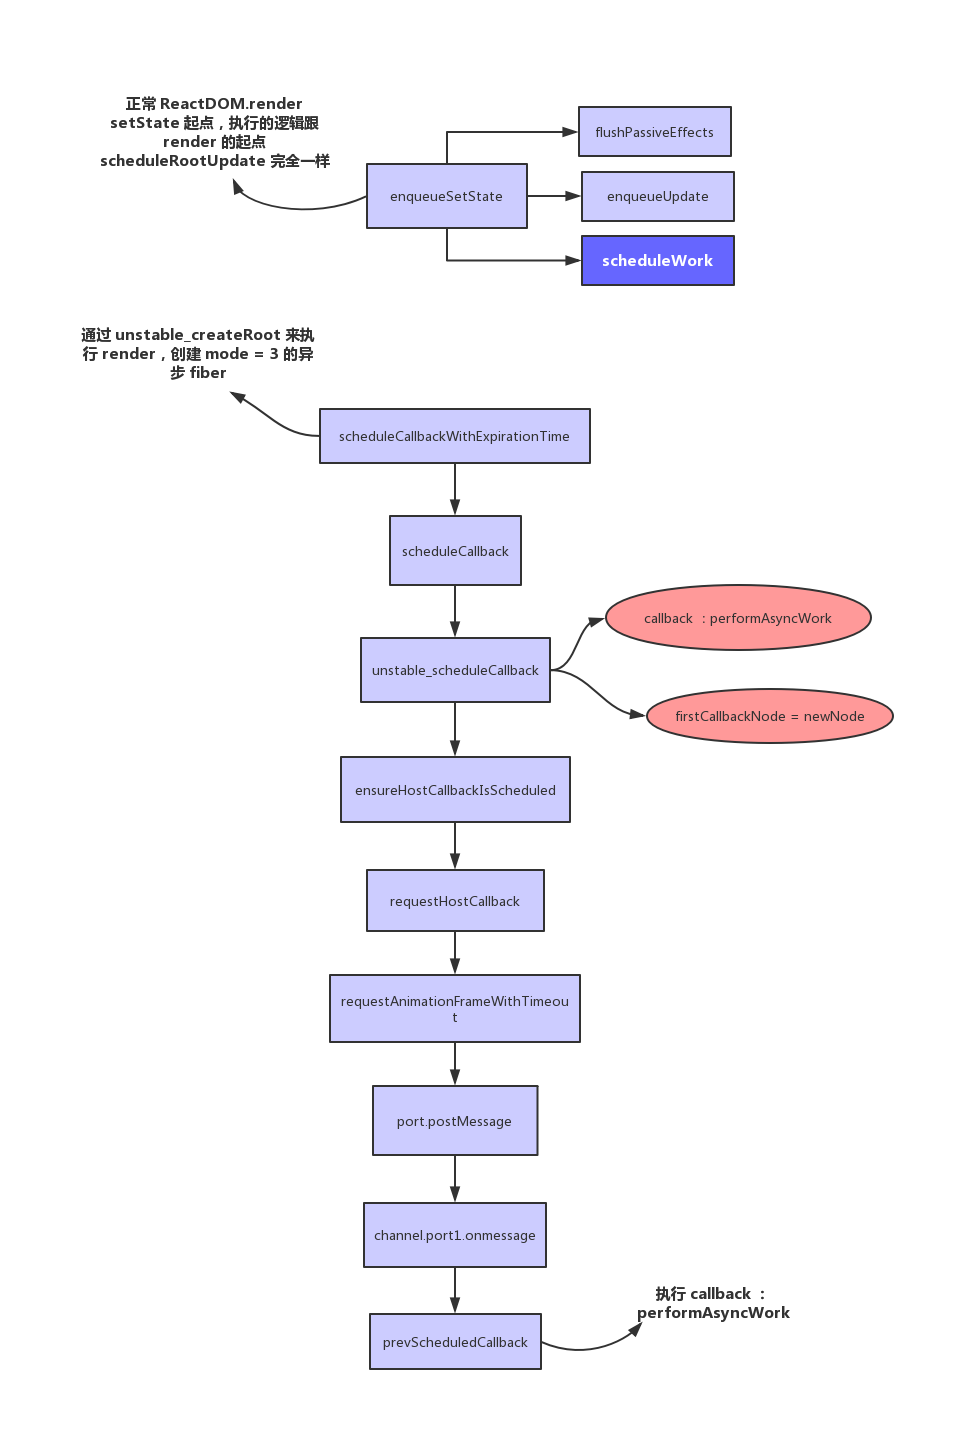 正常 ReactDOM.render
setState 起点，执行的逻辑跟
render 的起点
scheduleRootUpdate 完全一样
flushPassiveEffects
enqueueSetState
enqueueUpdate
scheduleWork
通过 unstable_createRoot 来执
行 render，创建 mode = 3 的异
步 fiber
scheduleCallbackWithExpirationTime
scheduleCallback
callback ：performAsyncWork
unstable_scheduleCallback
firstCallbackNode = newNode
ensureHostCallbackIsScheduled
requestHostCallback
requestAnimationFrameWithTimeou
t
port.postMessage
channel.port1.onmessage
执行 callback ：
performAsyncWork
prevScheduledCallback